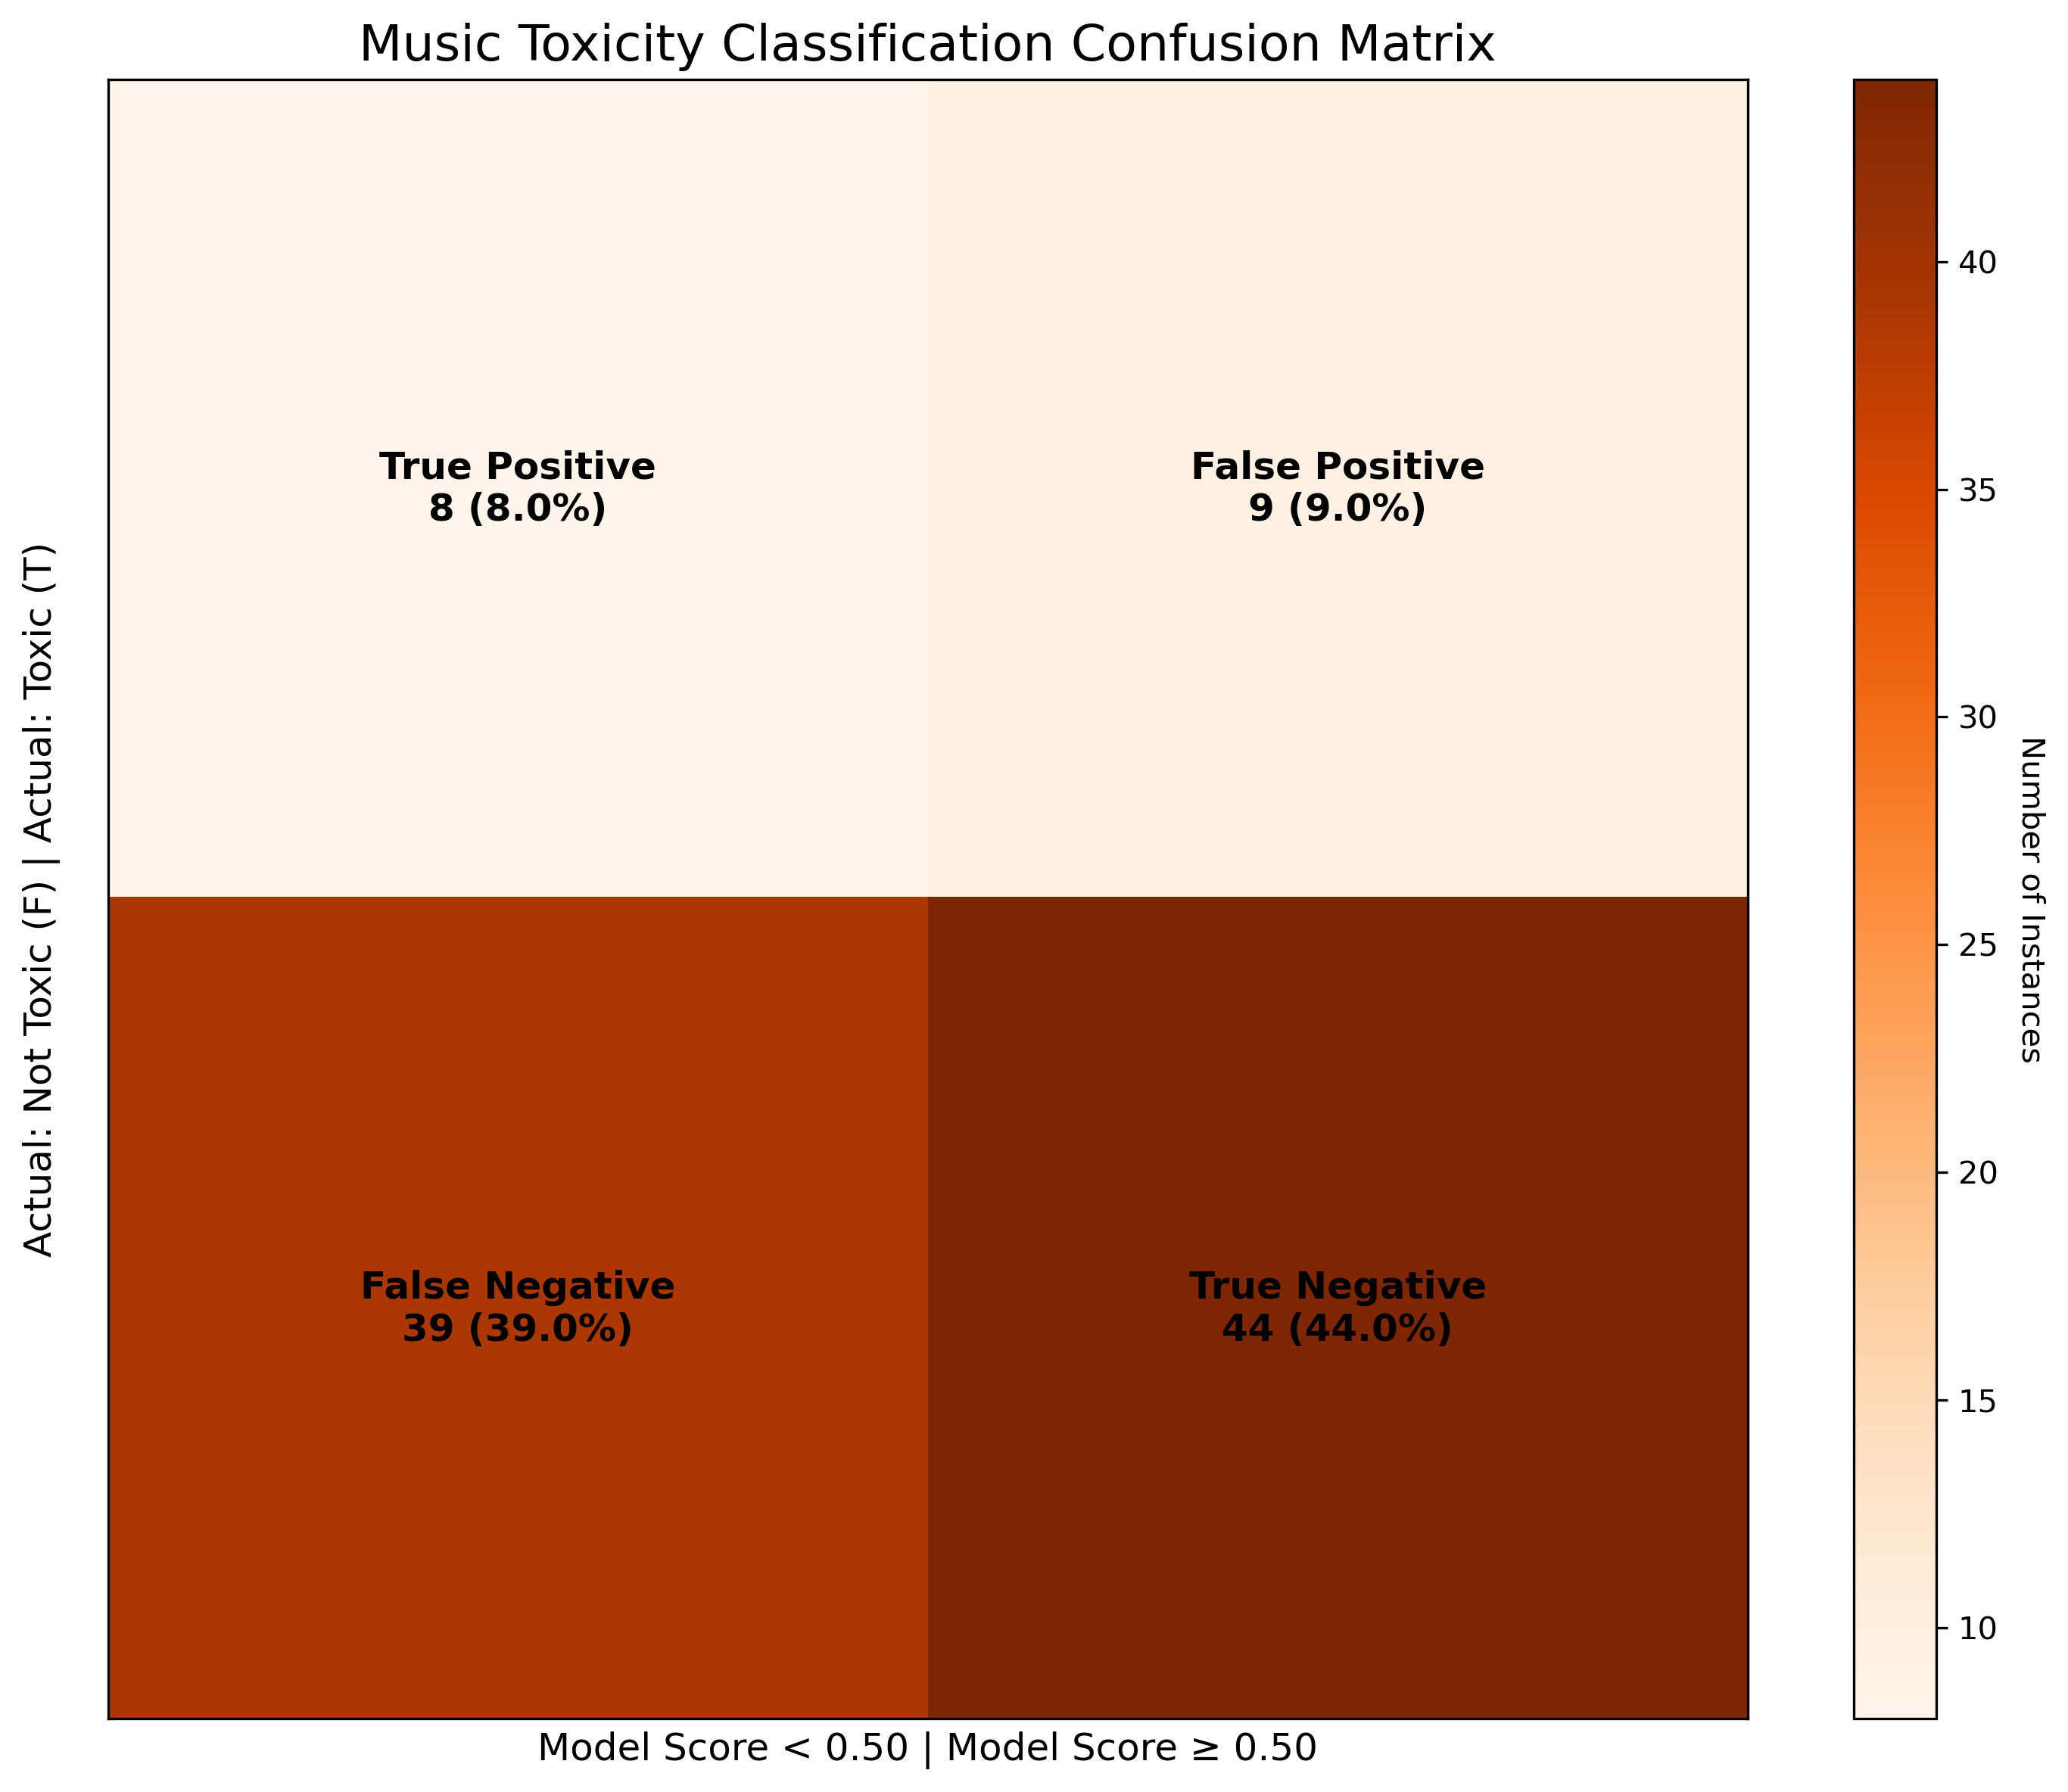 Music Toxicity Classification Confusion Matrix
True Positive
8 (8.0%)
False Positive
9 (9.0%)
False Negative
39 (39.0%)
True Negative
44 (44.0%)
Actual: Not Toxic (F) | Actual: Toxic (T)
Model Score < 0.50 | Model Score ≥ 0.50
40
35
30
25
20
15
10
Number of Instances